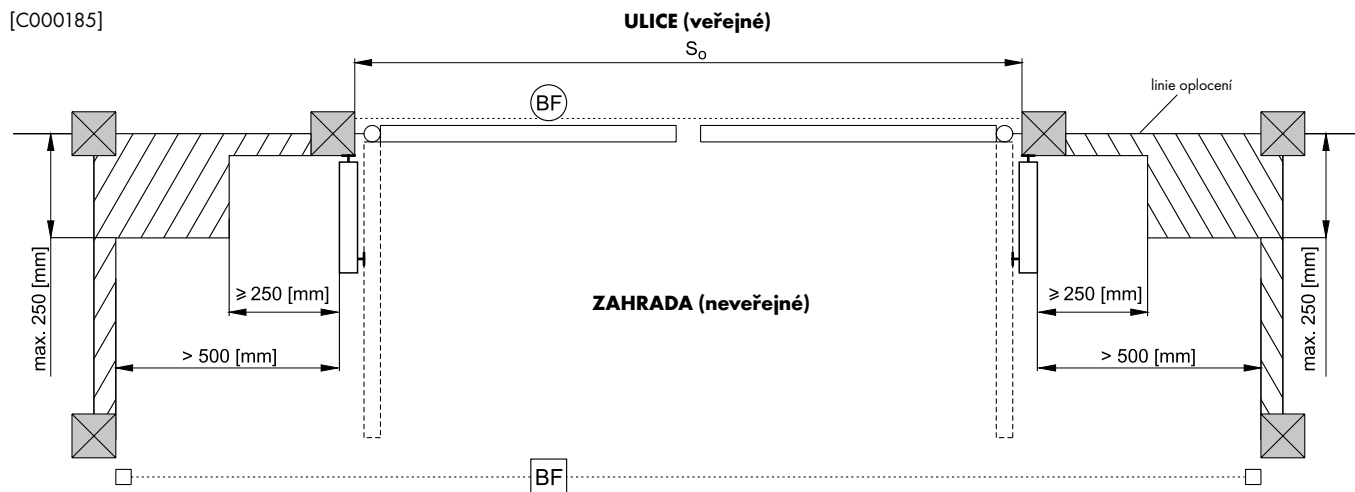 [C000185]
ULICE (veřejné)
So
BF
linie oplocení
max. 250 [mm]
⩾ 250 [mm]
> 500 [mm]
ZAHRADA (neveřejné)
⩾ 250 [mm]
> 500 [mm]
max. 250 [mm]
BF